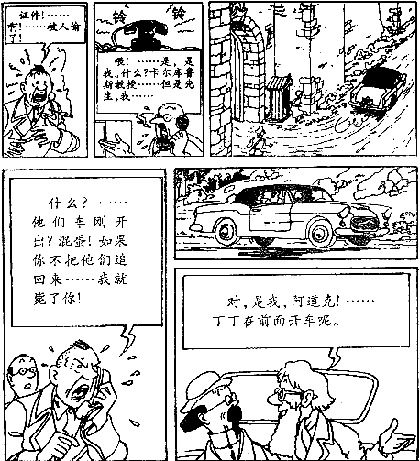 证件!……
牢!……被人偷
了!
铃 铃
喂!……是,是
我,什么?卡尔库鲁
斯教授……但是先
生,我……
什么?……
他们车刚开
出?混蛋!如果
你不把他们追
回来……我就
毙了你!
对,是我,阿道克!……
丁丁在前面开车呢。